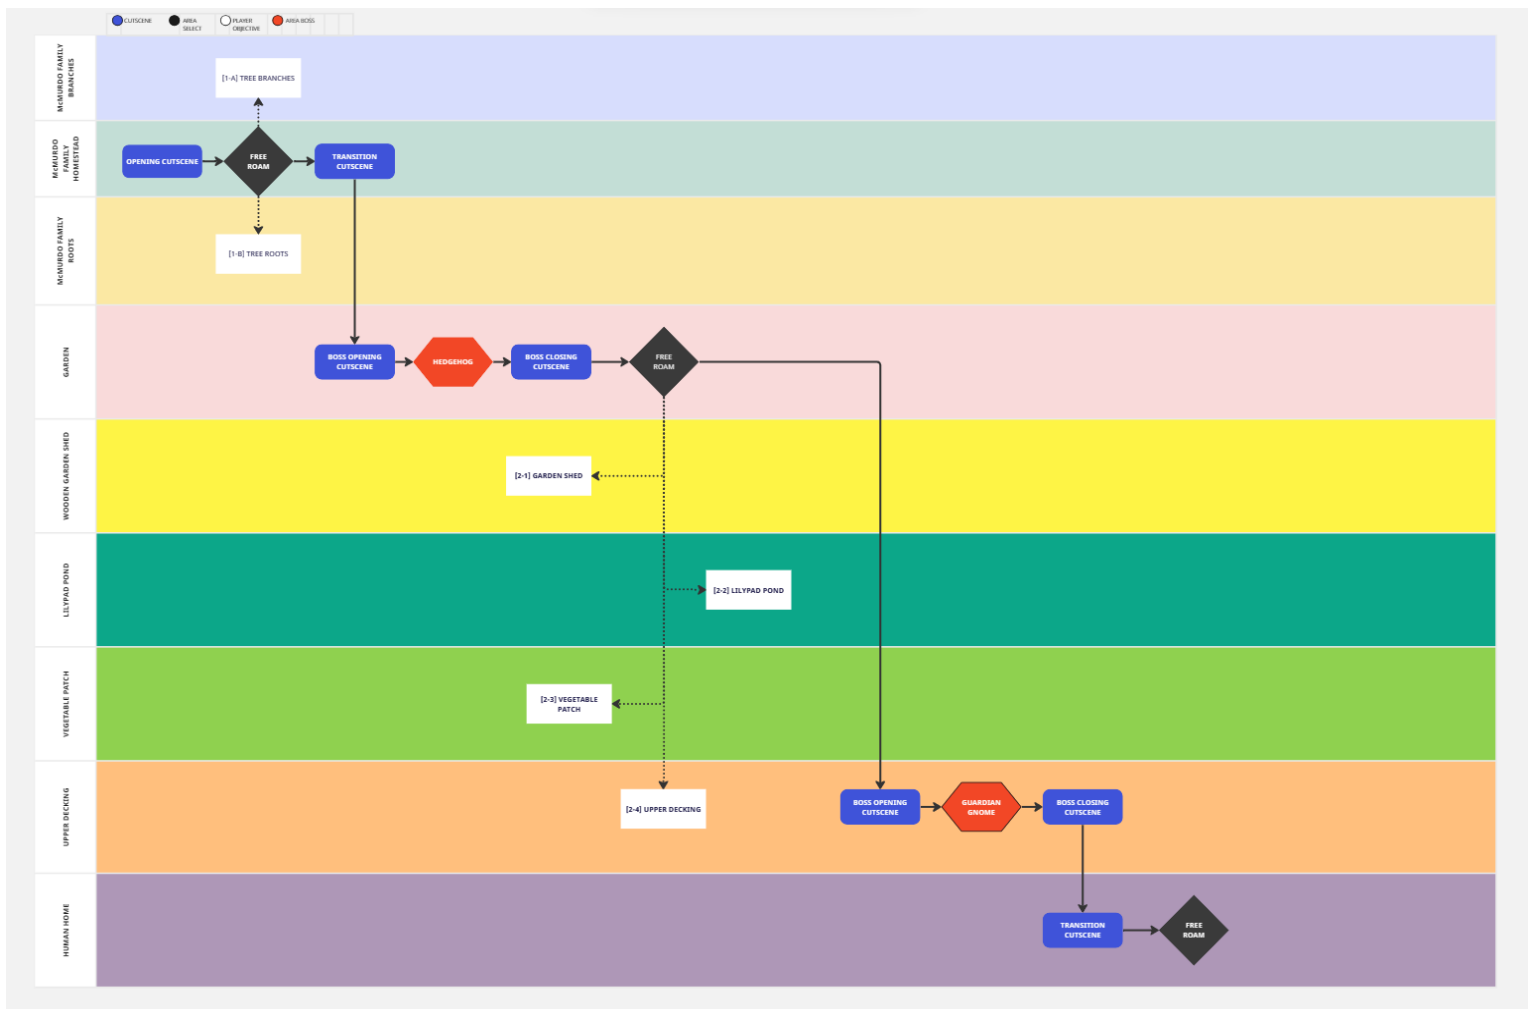 CUTSCENE
AREA
SELECT
PLAYER
OBJECTIVE
AREA BOSS
McMURDO FAMILY
BRANCHES
[1-A] TREE BRANCHES
McMURDO
FAMILY
HOMESTEAD
OPENING CUTSCENE
FREE
ROAM
TRANSITION
CUTSCENE
McMURDO FAMILY
ROOTS
[1-B] TREE ROOTS
GARDEN
BOSS OPENING
CUTSCENE
HEDGEHOG
BOSS CLOSING
CUTSCENE
FREE
ROAM
WOODEN GARDEN SHED
[2-1] GARDEN SHED
LILYPAD POND
[2-2] LILYPAD POND
VEGETABLE PATCH
[2-3] VEGETABLE
PATCH
UPPER DECKING
[2-4] UPPER DECKING
BOSS OPENING
CUTSCENE
GUARDIAN
GNOME
BOSS CLOSING
CUTSCENE
HUMAN HOME
TRANSITION
CUTSCENE
FREE
ROAM